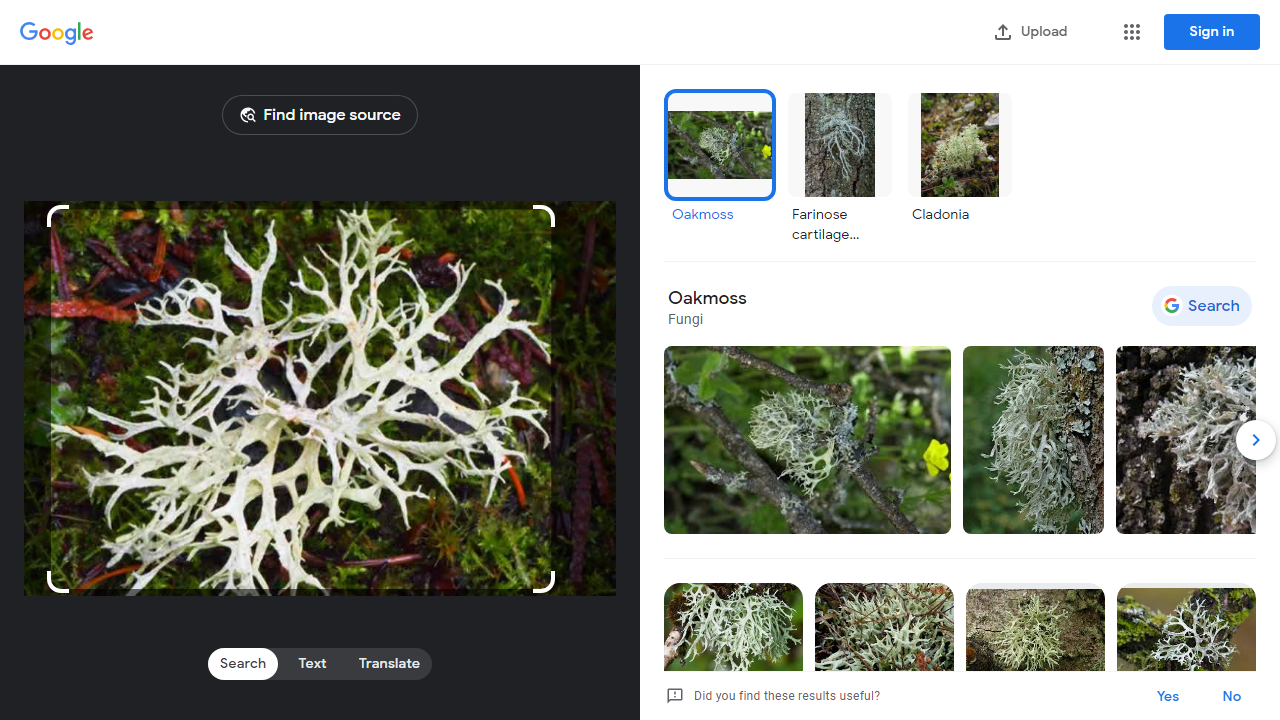 Google
Upload
Sign in
Find image source
Oakmoss
Farinose
cartilage...
Cladonia
Oakmoss
Fungi
Search
Search
Text
Translate
Did you find these results useful?
Yes
No